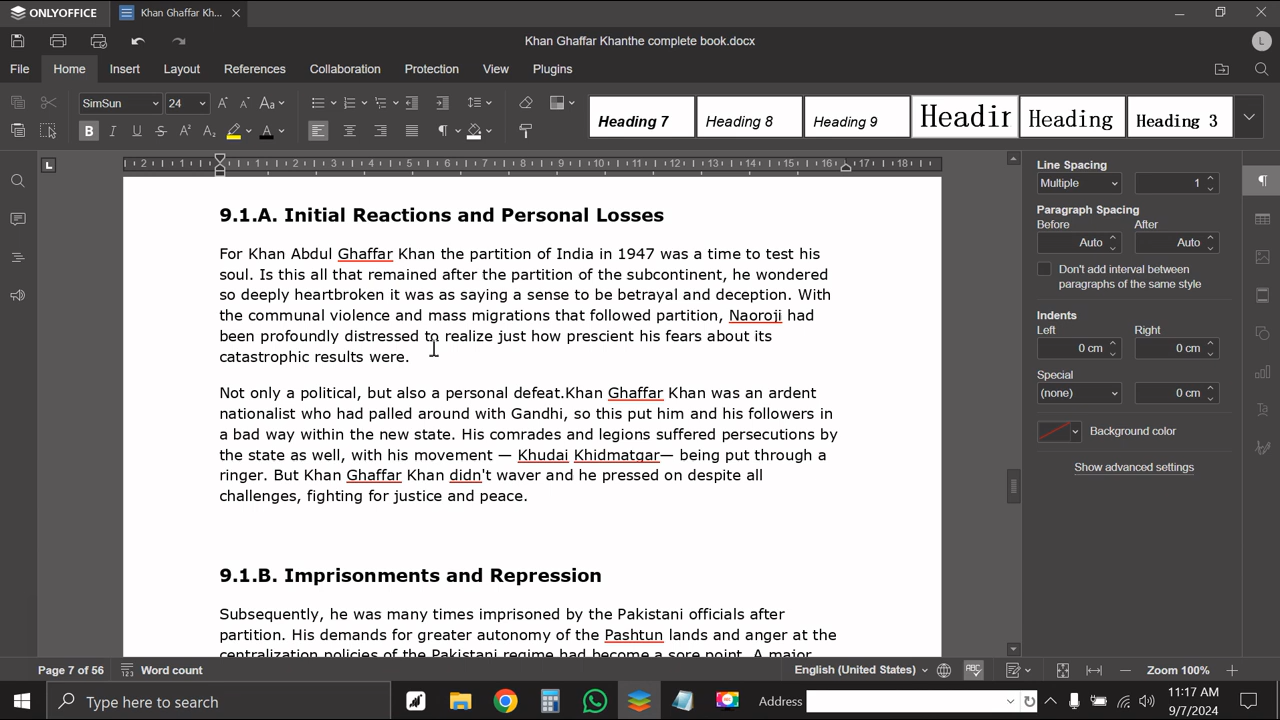 ONLYOFFICE
Khan Ghaffar Kh...
Khan Ghaffar Khanthe complete book.docx
L
File
Home
Insert
Layout
References
Collaboration
Protection
View
Plugins
SimSun
24
Heading 7
Heading 8
Heading 9
Headir
Heading
Heading 3
Line Spacing
Multiple
1
Paragraph Spacing
Before
After
Auto
Auto
Don't add interval between
paragraphs of the same style
Indents
Left
Right
0 cm
0 cm
Special
(none)
0 cm
Background color
Show advanced settings
9.1.A. Initial Reactions and Personal Losses
For Khan Abdul Ghaffar Khan the partition of India in 1947 was a time to test his
soul. Is this all that remained after the partition of the subcontinent, he wondered
so deeply heartbroken it was as saying a sense to be betrayal and deception. With
the communal violence and mass migrations that followed partition, Naoroji had
been profoundly distressed to realize just how prescient his fears about its
catastrophic results were.
Not only a political, but also a personal defeat.Khan Ghaffar Khan was an ardent
nationalist who had palled around with Gandhi, so this put him and his followers in
a bad way within the new state. His comrades and legions suffered persecutions by
the state as well, with his movement — Khudai Khidmatgar— being put through a
ringer. But Khan Ghaffar Khan didn't waver and he pressed on despite all
challenges, fighting for justice and peace.
9.1.B. Imprisonments and Repression
Subsequently, he was many times imprisoned by the Pakistani officials after
partition. His demands for greater autonomy of the Pashtun lands and anger at the
centralization policies of the Pakistani regime had become a sore point. A major
Page 7 of 56
Word count
English (United States)
Zoom 100%
Type here to search
Address
11:17 AM
9/7/2024